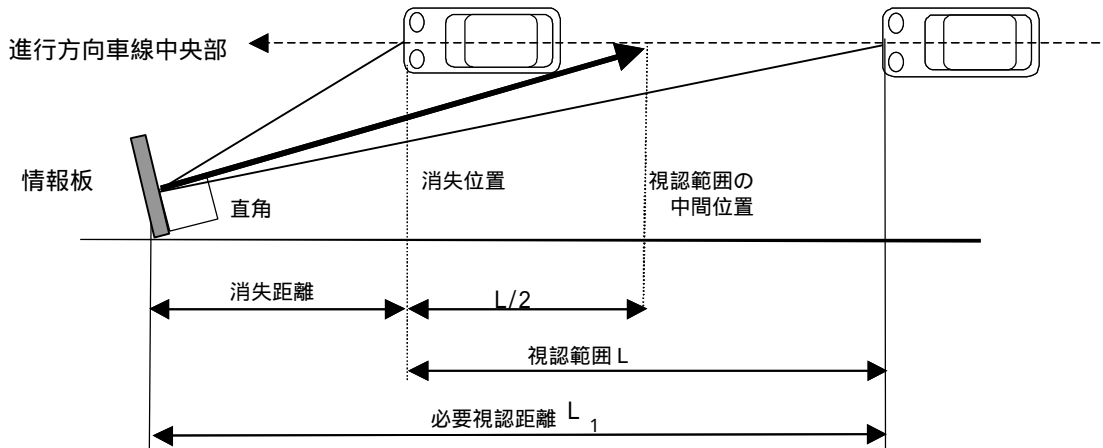 進行方向車線中央部
情報板
直角
消失位置
視認範囲の
中間位置
消失距離
L/2
視認範囲 L
必要視認距離 L 1